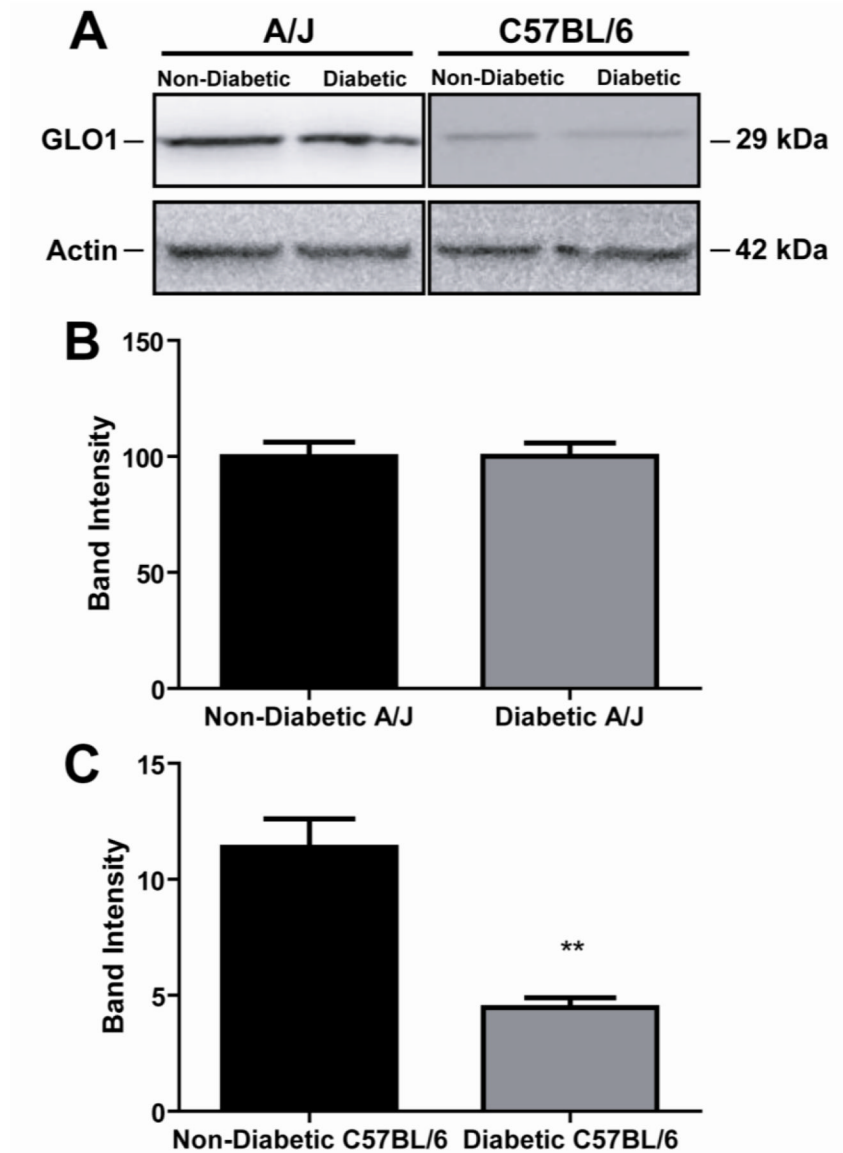 A
A/J C57BL/6
Non-Diabetic Diabetic Non-Diabetic Diabetic
GLO1 29 kDa
Actin 42 kDa
B
150
100
50
0
Band Intensity
Non-Diabetic A/J Diabetic A/J
C
15
10
5
0
Band Intensity
**
Non-Diabetic C57BL/6 Diabetic C57BL/6